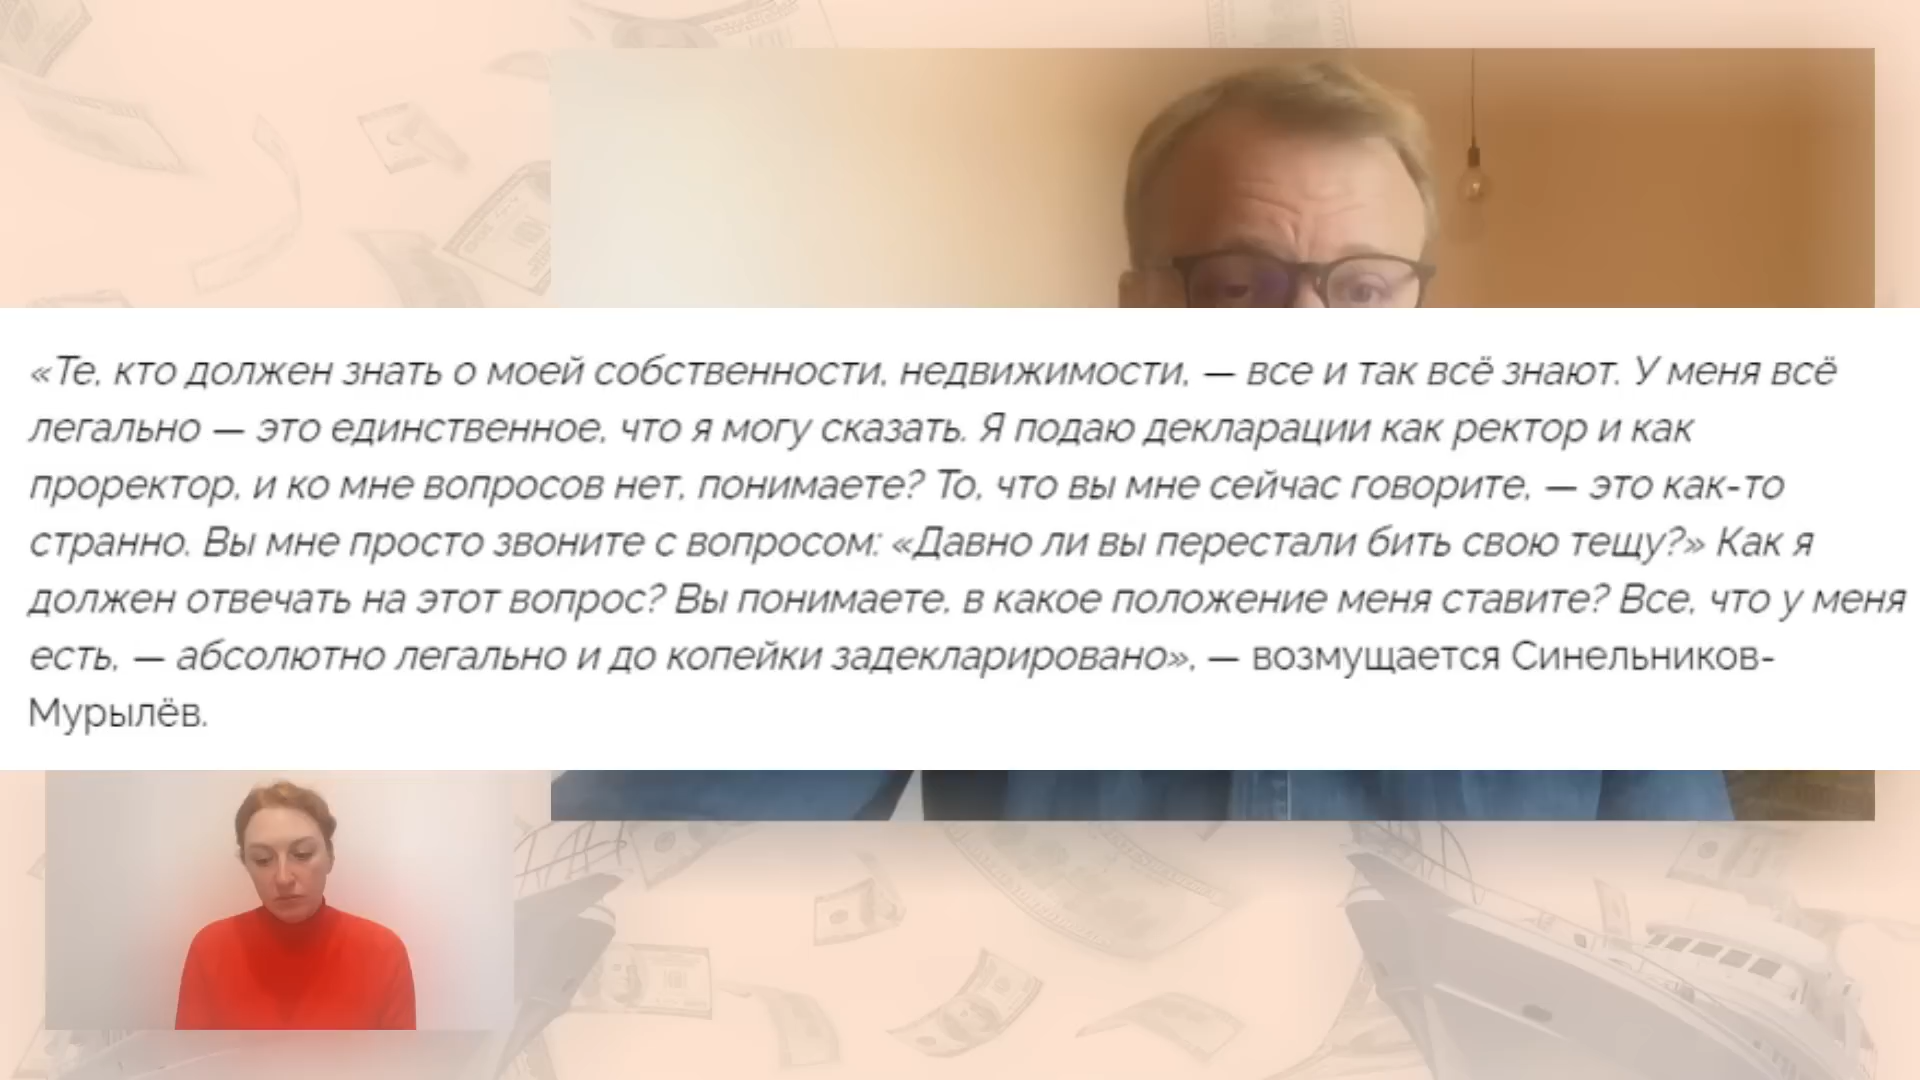 «Те, кто должен знать о моей собственности, недвижимости, — все и так всё знают. У меня всё
легально — это единственное, что я могу сказать. Я подаю декларации как ректор и как
проректор, и ко мне вопросов нет, понимаете? То, что вы мне сейчас говорите, — это как-то
странно. Вы мне просто звоните с вопросом: «Давно ли вы перестали бить свою тещу?» Как я
должен отвечать на этот вопрос? Вы понимаете, в какое положение меня ставите? Все, что у меня
есть, — абсолютно легально и до копейки задекларировано», — возмущается Синельников-
Мурылёв.